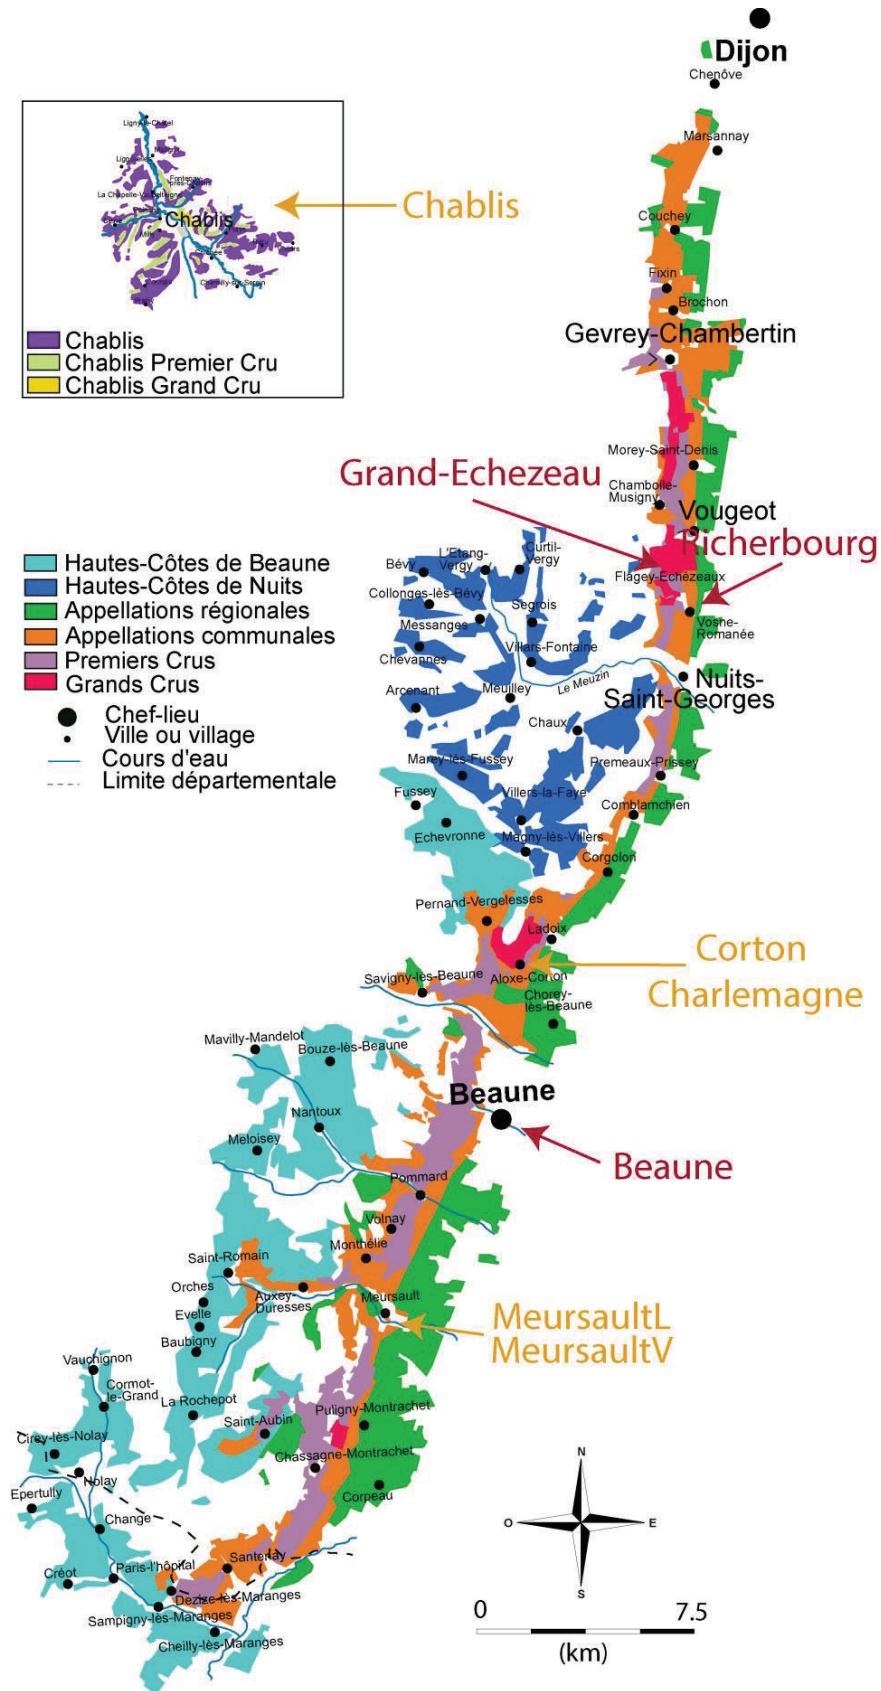 Dijon
Chenôve
Marsannay
Couchey
Fixin
Brochon
Gevrey-Chambertin
Morey-Saint-Denis
Chambolle-
Musigny
Vougeot
Grand-Echezeau
Richerbourg
Flagey-Echézeaux
Vosne-
Romanée
Nuits-
Saint-Georges
Ligny-le-Chatel
Chablis
Chablis
Chablis
Chablis Premier Cru
Chablis Grand Cru
Hautes-Côtes de Beaune
Hautes-Côtes de Nuits
Appellations régionales
Appellations communales
Premiers Crus
Grands Crus
Chef-lieu
Ville ou village
Cours d'eau
Limite départementale
Bévy
L'Etang-
Vergy
Curtil-
Vergy
Collonges-lès-Bévy
Segrois
Messanges
Villars-Fontaine
Chevannes
Le Meuzin
Arcenant
Meuilley
Chaux
Marey-lès-Fussey
Premeaux-Prissey
Fussey
Villers-la-Faye
Comblamchien
Echevronne
Magny-lès-Villers
Corgolon
Pernand-Vergelesses
Ladoix
Corton
Charlemagne
Savigny-lès-Beaune
Aloxe-Corton
Chorey-
lès-Beaune
Mavilly-Mandelot
Bouze-lès-Beaune
Beaune
Nantoux
Meloisey
Beaune
Pommard
Volnay
Monthélie
Saint-Romain
Orches
Auxey-
Duresses
Meursault
Evelle
MeursaultL
MeursaultV
Baubigny
Vauchignon
Cormot-
le-Grand
La Rochepot
Saint-Aubin
Puligny-Montrachet
Cirey-lès-Nolay
Chassagne-Montrachet
Nolay
Epertully
Corpeau
Change
Santenay
Paris-l'hôpital
Créot
Dezize-lès-Maranges
Sampigny-lès-Maranges
Cheilly-lès-Maranges
N
O
E
S
0
7.5
(km)